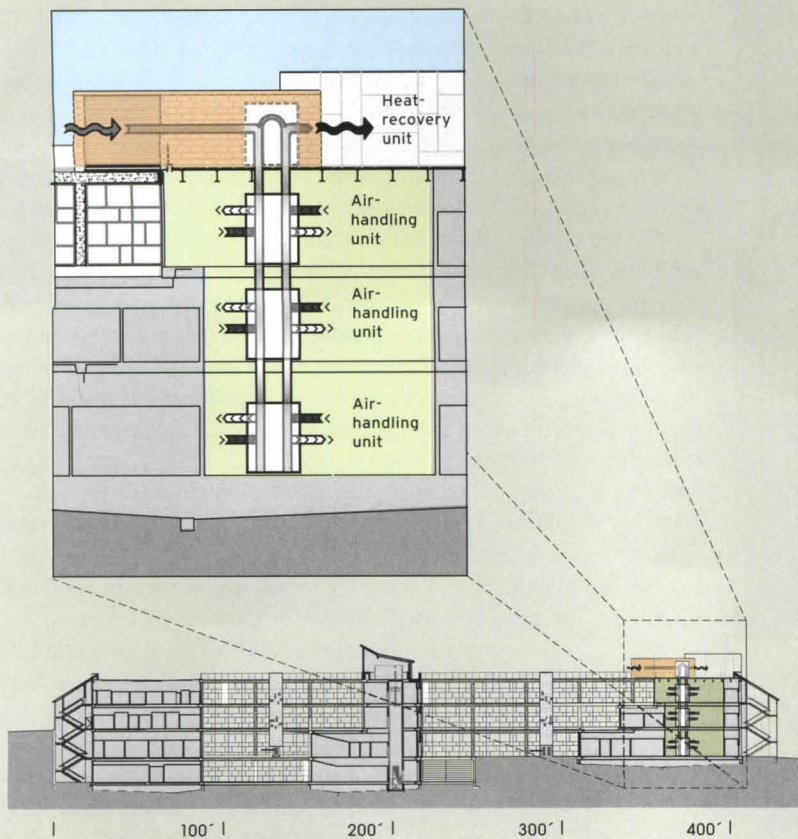 Heat-
recovery
unit
Air-
handling
unit
Air-
handling
unit
Air-
handling
unit
100´ 200´ 300´ 400´